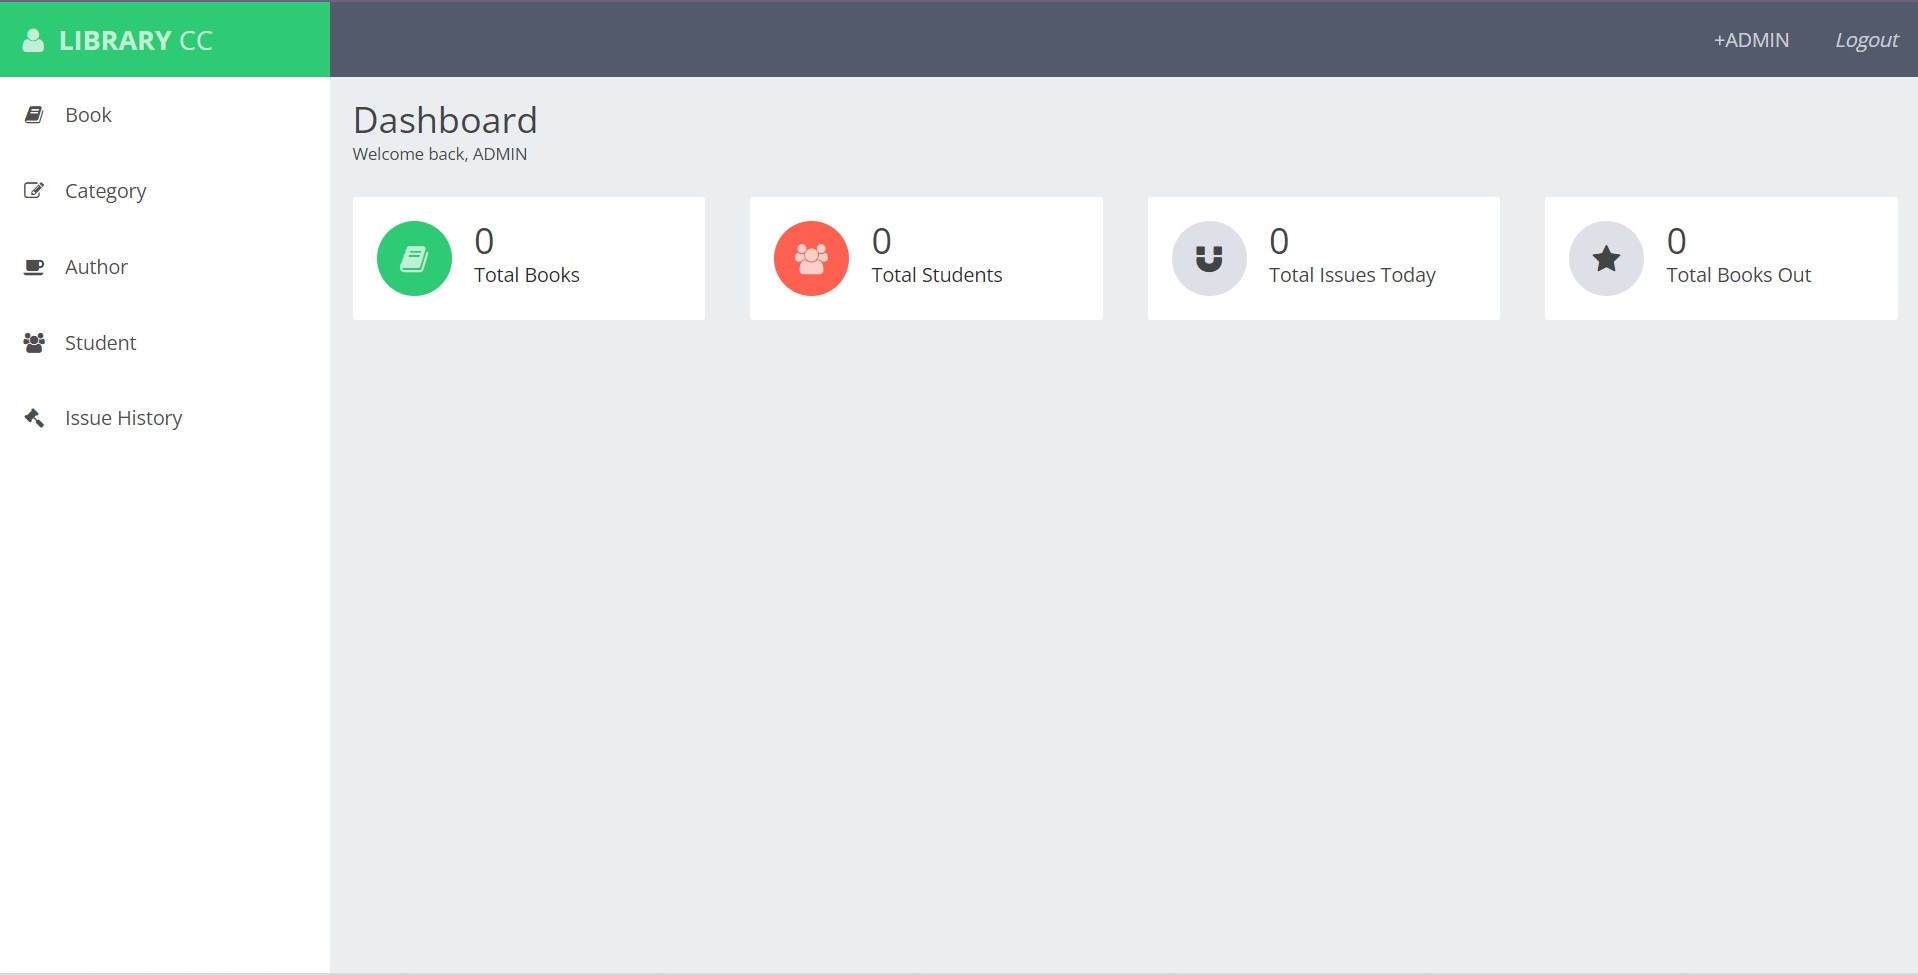 LIBRARY CC
+ADMIN
Logout
Book
Category
Author
Student
Issue History
Dashboard
Welcome back, ADMIN
0
Total Books
0
Total Students
0
Total Issues Today
0
Total Books Out